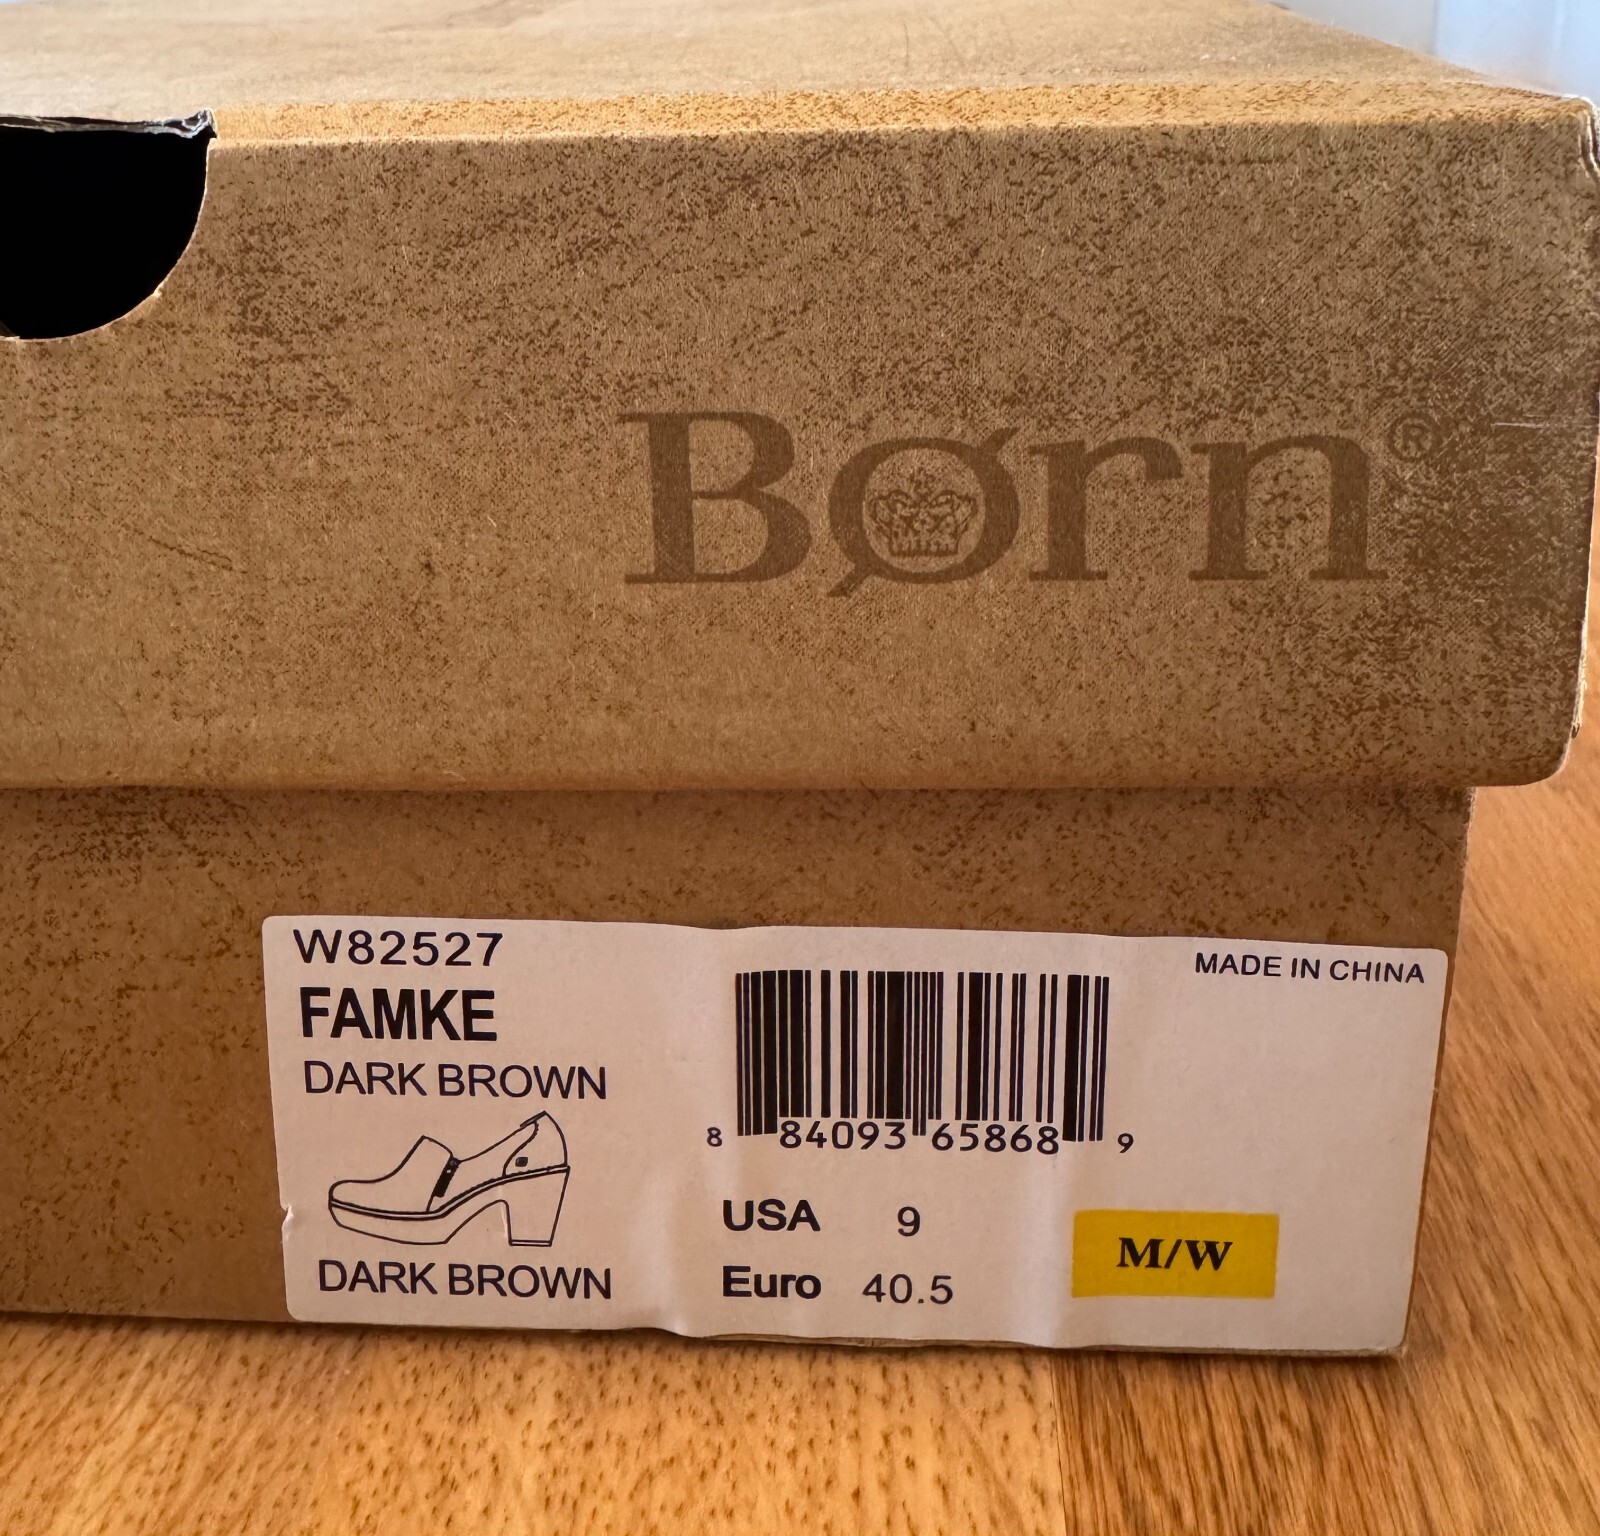 Børn®
W82527
FAMKE
DARK BROWN
DARK BROWN
MADE IN CHINA
8 84093 65868 9
USA 9
Euro 40.5
M/W